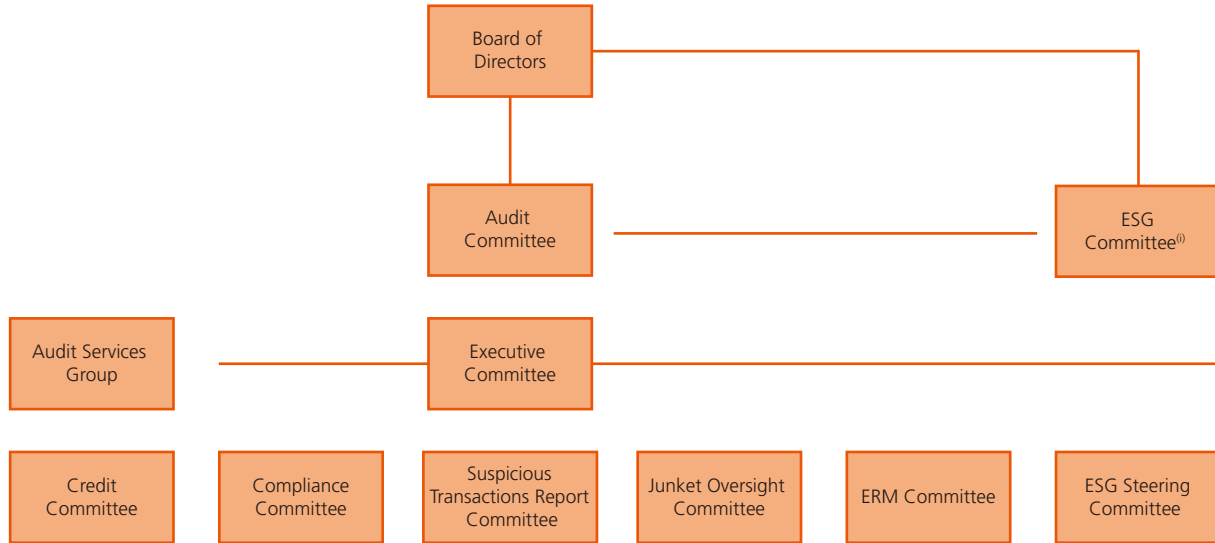 Board of
Directors
Audit
Committee
ESG
Committee(i)
Audit Services
Group
Executive
Committee
Credit
Committee
Compliance
Committee
Suspicious
Transactions Report
Committee
Junket Oversight
Committee
ERM Committee
ESG Steering
Committee